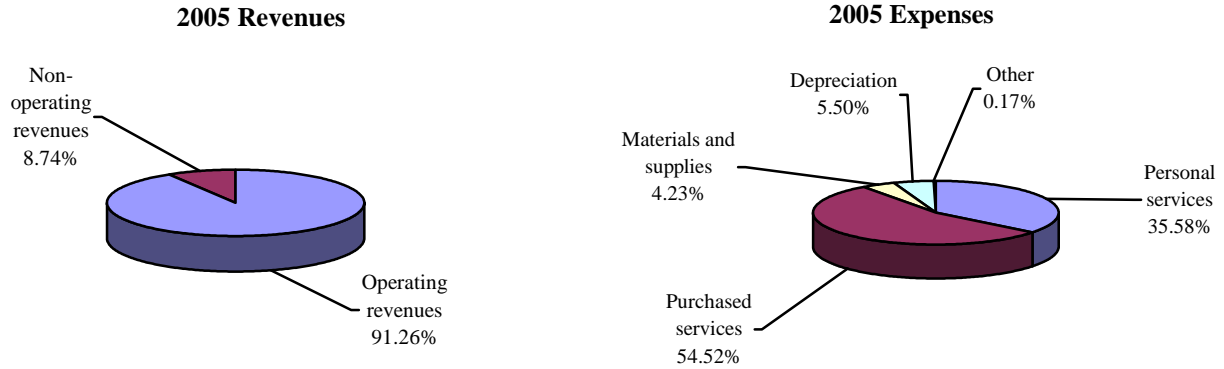 2005 Revenues
Non-
operating
revenues
8.74%
Operating
revenues
91.26%
2005 Expenses
Depreciation
5.50%
Other
0.17%
Materials and
supplies
4.23%
Personal
services
35.58%
Purchased
services
54.52%